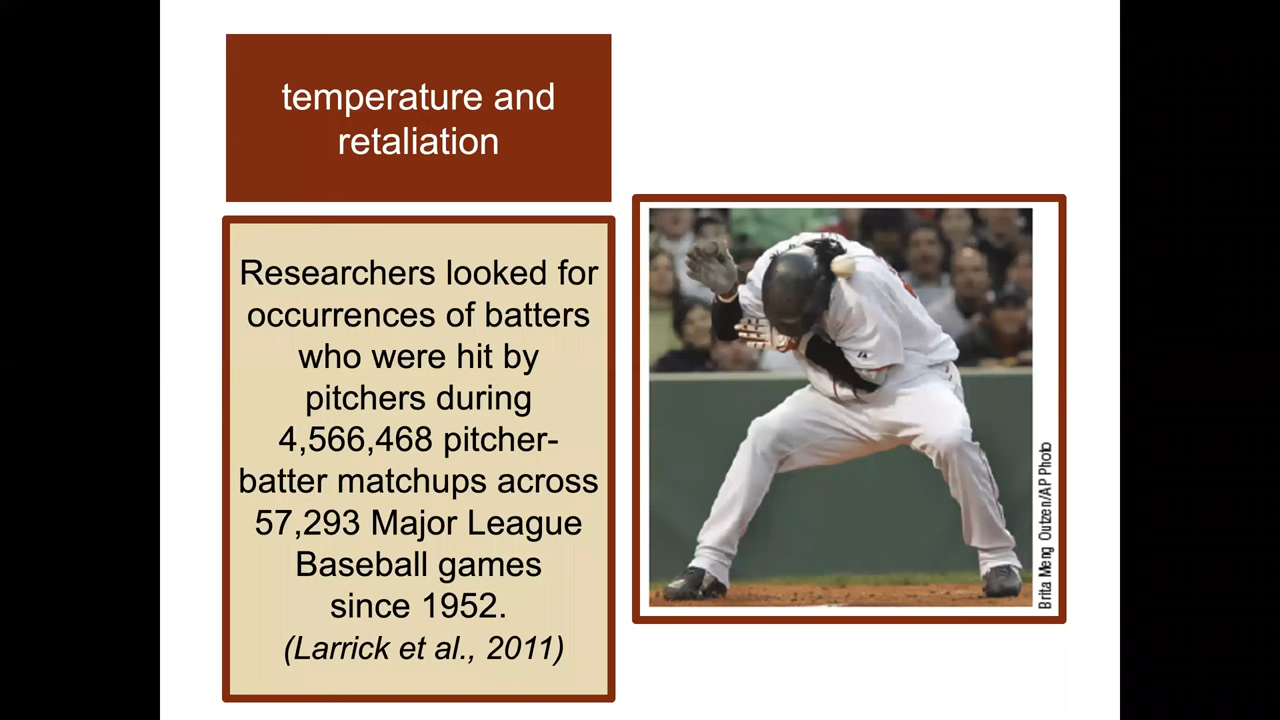 temperature and
retaliation
Researchers looked for
occurrences of batters
who were hit by
pitchers during
4,566,468 pitcher-
batter matchups across
57,293 Major League
Baseball games
since 1952.
(Larrick et al., 2011)
Brita Meng Outzen/AP Photo